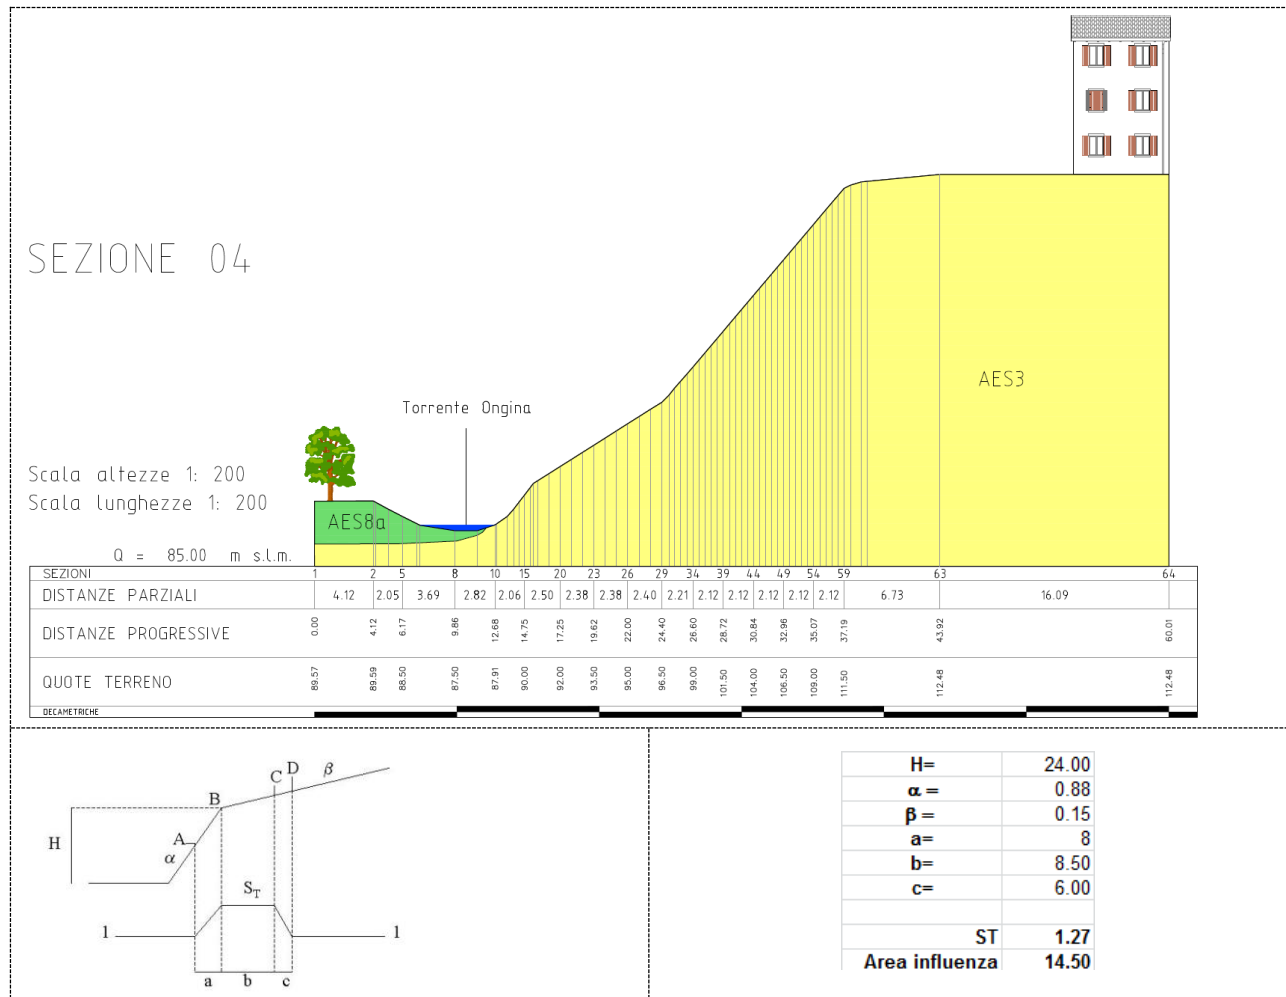 SEZIONE 04
Torrente Ongina
AES3
Scala altezze 1: 200
Scala lunghezze 1: 200
AES8a
Q = 85.00 m s.l.m.
SEZIONI 1 2 5 8 10 15 20 23 26 29 34 39 44 49 54 59 63 64
DISTANZE PARZIALI 4.12 2.05 3.69 2.82 2.06 2.50 2.38 2.38 2.40 2.21 2.12 2.12 2.12 2.12 2.12 6.73 16.09
DISTANZE PROGRESSIVE 0.00 4.12 6.17 9.86 12.68 14.75 17.25 19.62 22.00 24.40 26.60 28.72 30.84 32.96 35.07 37.19 43.92 60.01
QUOTE TERRENO 89.57 89.59 88.50 87.50 87.91 90.00 92.00 93.50 95.00 96.50 99.00 101.50 104.00 106.50 109.00 111.50 112.48 112.48
DECAMETRICHE
C D β
B
H A
α
S_T
1 1
a b c
H= 24.00
α = 0.88
β = 0.15
a= 8
b= 8.50
c= 6.00
ST 1.27
Area influenza 14.50